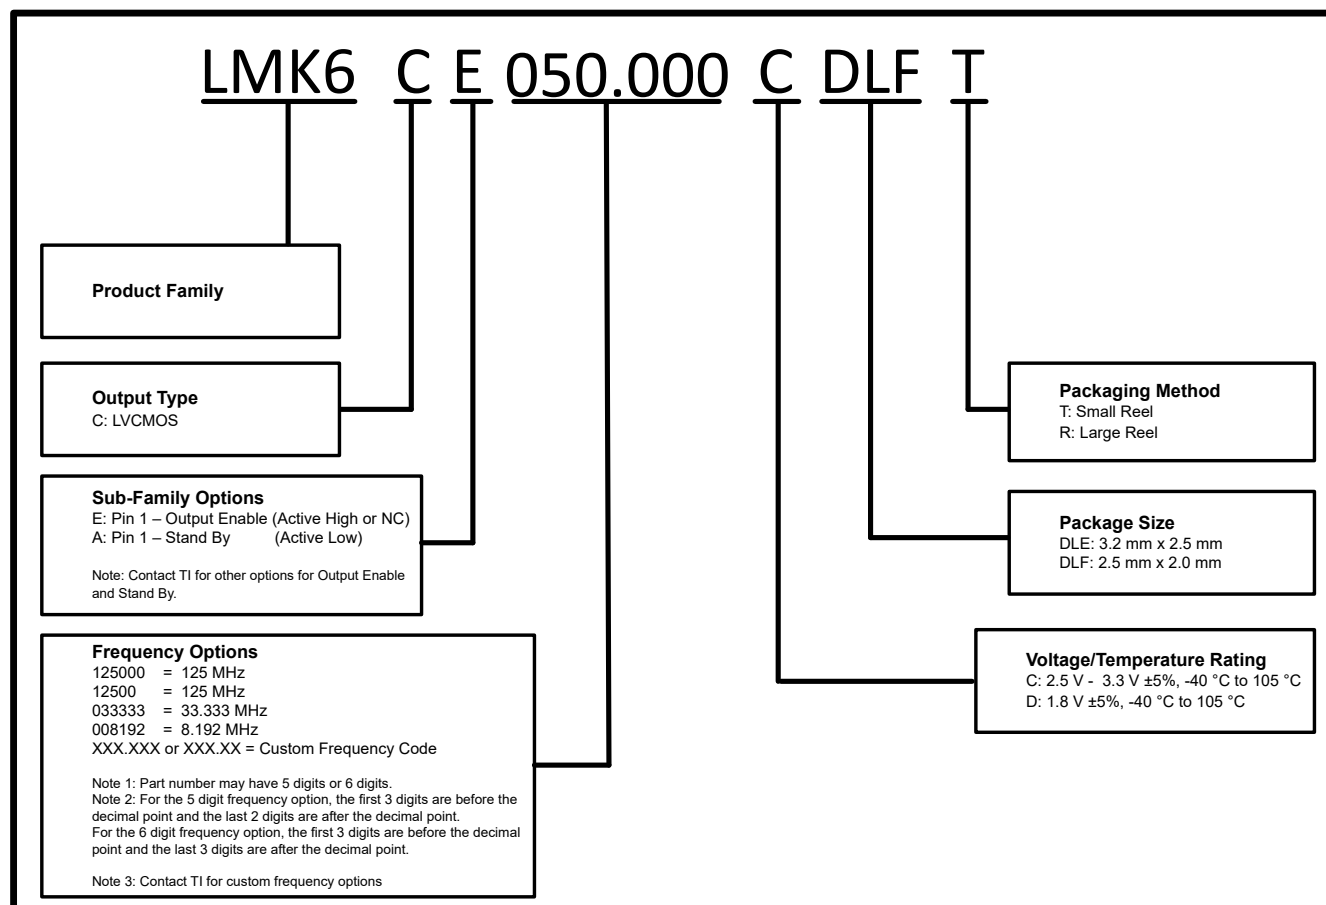 LMK6 C E 050.000 C DLF T
Product Family
Output Type
C: LVCMOS
Sub-Family Options
E: Pin 1 – Output Enable (Active High or NC)
A: Pin 1 – Stand By (Active Low)
Note: Contact TI for other options for Output Enable
and Stand By.
Frequency Options
125000 = 125 MHz
12500 = 125 MHz
033333 = 33.333 MHz
008192 = 8.192 MHz
XXX.XXX or XXX.XX = Custom Frequency Code
Note 1: Part number may have 5 digits or 6 digits.
Note 2: For the 5 digit frequency option, the first 3 digits are before the
decimal point and the last 2 digits are after the decimal point.
For the 6 digit frequency option, the first 3 digits are before the decimal
point and the last 3 digits are after the decimal point.
Note 3: Contact TI for custom frequency options
Packaging Method
T: Small Reel
R: Large Reel
Package Size
DLE: 3.2 mm x 2.5 mm
DLF: 2.5 mm x 2.0 mm
Voltage/Temperature Rating
C: 2.5 V - 3.3 V ±5%, -40 °C to 105 °C
D: 1.8 V ±5%, -40 °C to 105 °C